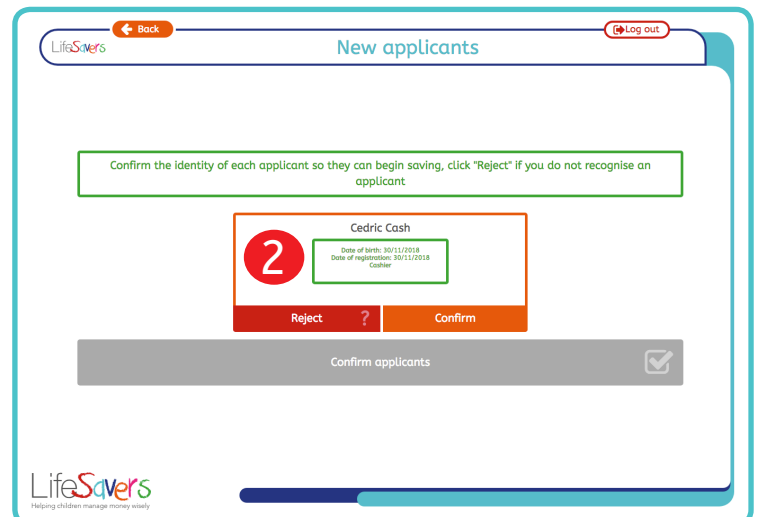 Back
Log out
LifeSavers
New applicants
Confirm the identity of each applicant so they can begin saving, click "Reject" if you do not recognise an
applicant
Cedric Cash
2
Date of birth: 30/11/2018
Date of registration: 30/11/2018
Cashier
Reject ?
Confirm
Confirm applicants
LifeSavers
Helping children manage money wisely